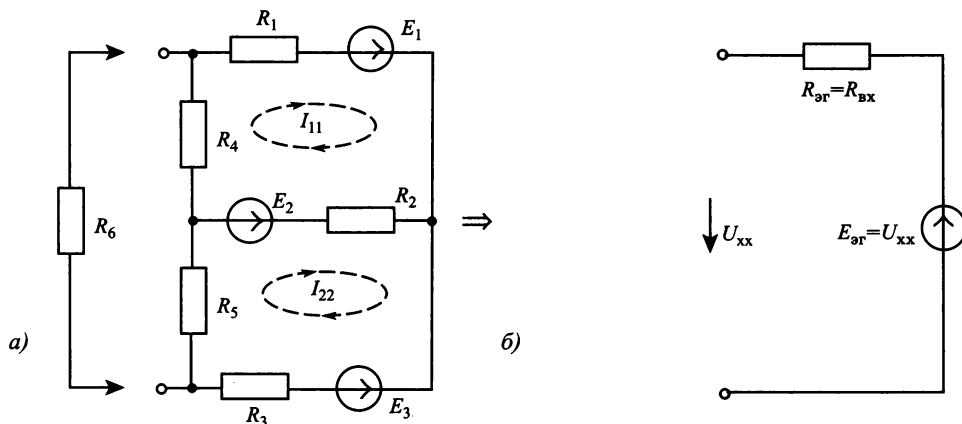 R₁
E₁
I₁₁
R₄
R₆
E₂
R₂
⇒
R₅
I₂₂
а)
R₃
E₃
Rэг=Rвх
Uхх
Eэг=Uхх
б)